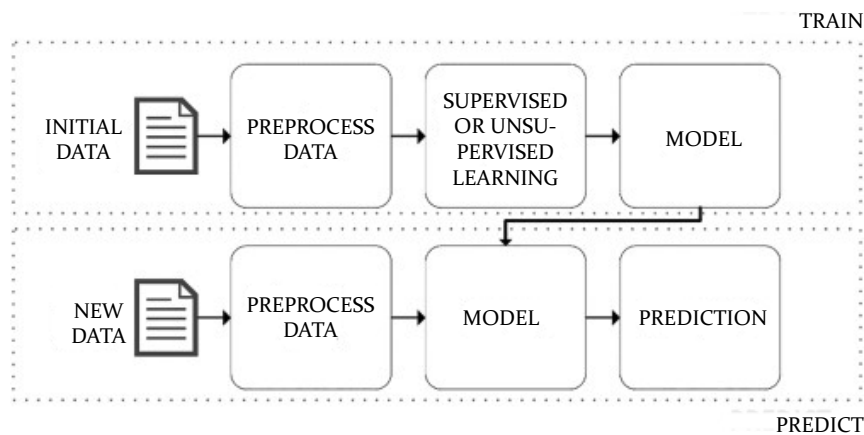 TRAIN
INITIAL
DATA
PREPROCESS
DATA
SUPERVISED
OR UNSU-
PERVISED
LEARNING
MODEL
NEW
DATA
PREPROCESS
DATA
MODEL
PREDICTION
PREDICT